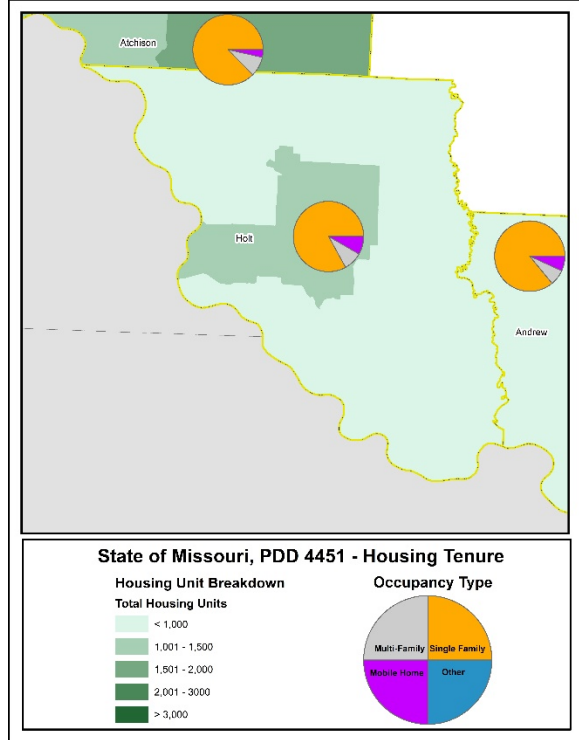 Atchison
Holt
Andrew
State of Missouri, PDD 4451 - Housing Tenure
Housing Unit Breakdown
Total Housing Units
< 1,000
1,001 - 1,500
1,501 - 2,000
2,001 - 3000
> 3,000
Occupancy Type
Multi-Family Single Family
Mobile Home Other